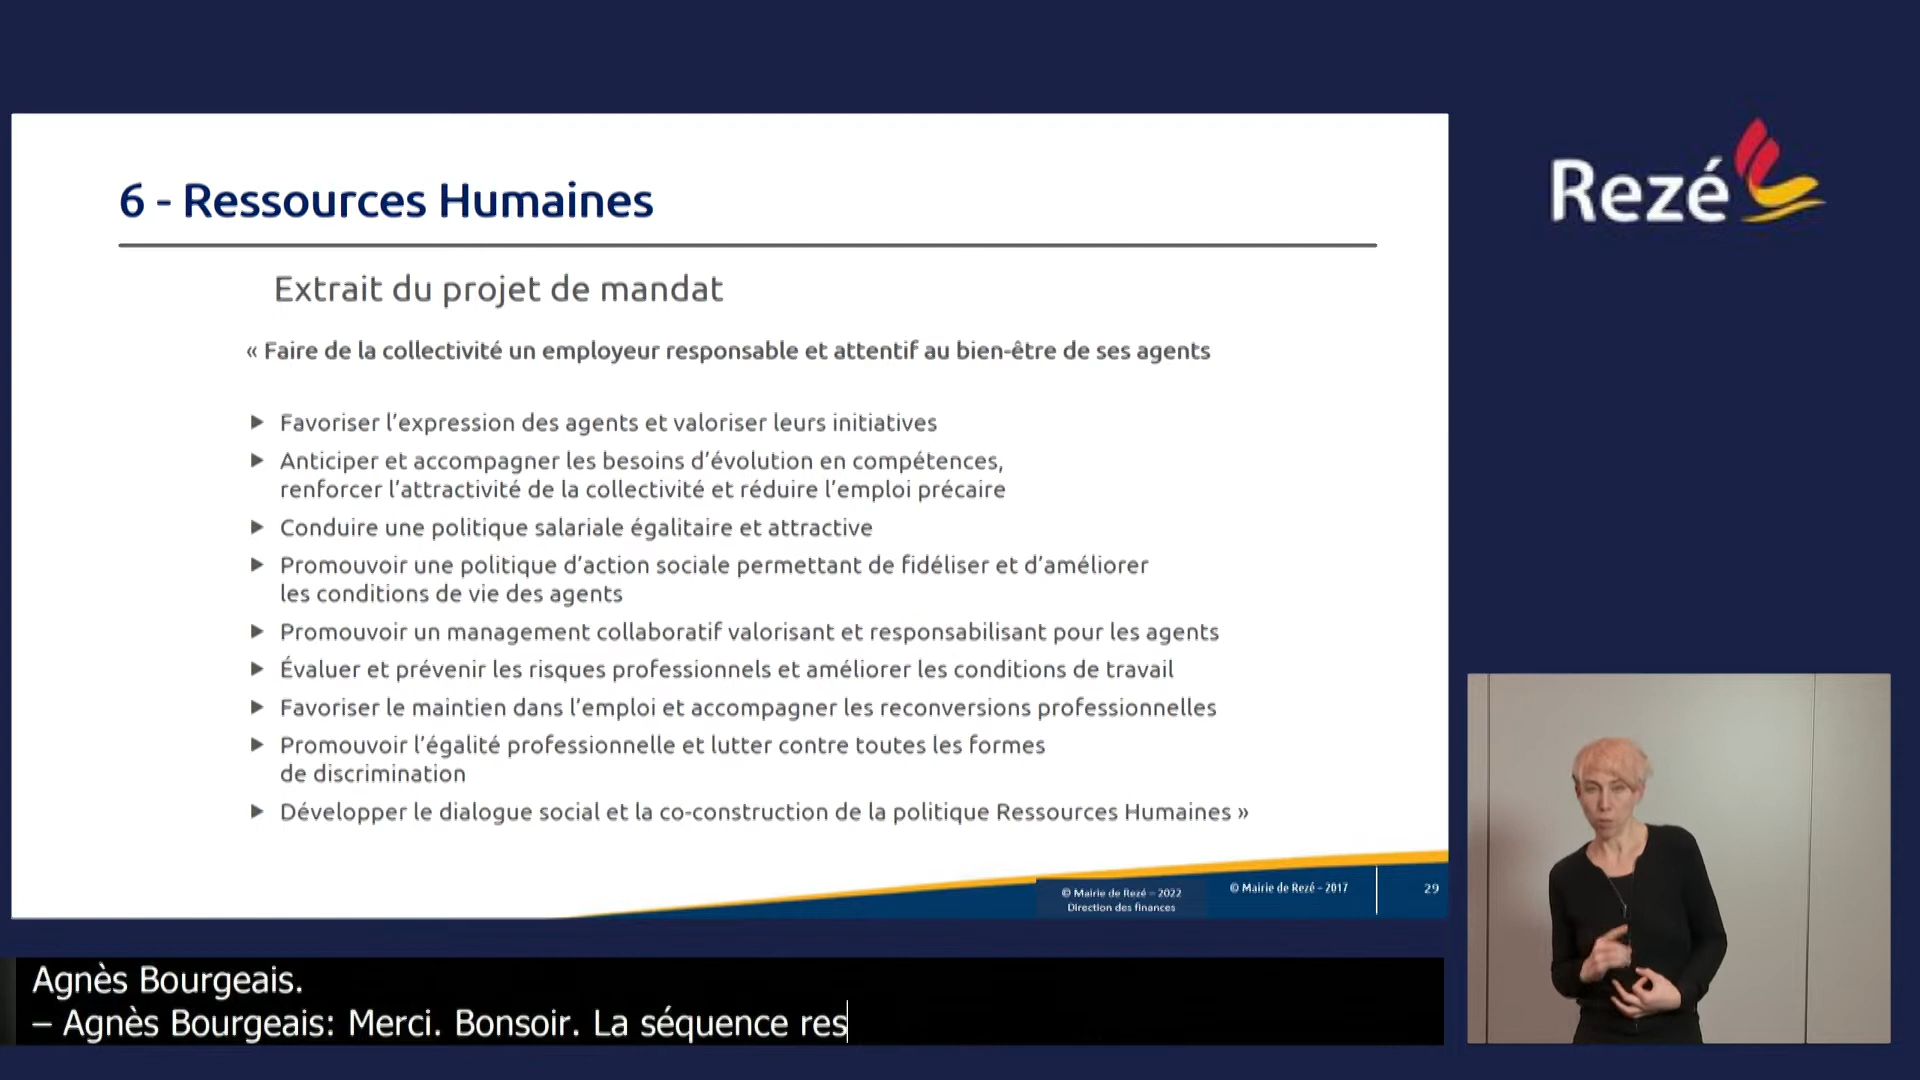 6 - Ressources Humaines
Rezé
Extrait du projet de mandat
« Faire de la collectivité un employeur responsable et attentif au bien-être de ses agents
Favoriser l’expression des agents et valoriser leurs initiatives
Anticiper et accompagner les besoins d’évolution en compétences,
renforcer l’attractivité de la collectivité et réduire l’emploi précaire
Conduire une politique salariale égalitaire et attractive
Promouvoir une politique d’action sociale permettant de fidéliser et d’améliorer
les conditions de vie des agents
Promouvoir un management collaboratif valorisant et responsabilisant pour les agents
Évaluer et prévenir les risques professionnels et améliorer les conditions de travail
Favoriser le maintien dans l’emploi et accompagner les reconversions professionnelles
Promouvoir l’égalité professionnelle et lutter contre toutes les formes
de discrimination
Développer le dialogue social et la co-construction de la politique Ressources Humaines »
© Mairie de Rezé – 2022
Direction des finances
© Mairie de Rezé - 2017
29
Agnès Bourgeais.
– Agnès Bourgeais: Merci. Bonsoir. La séquence res